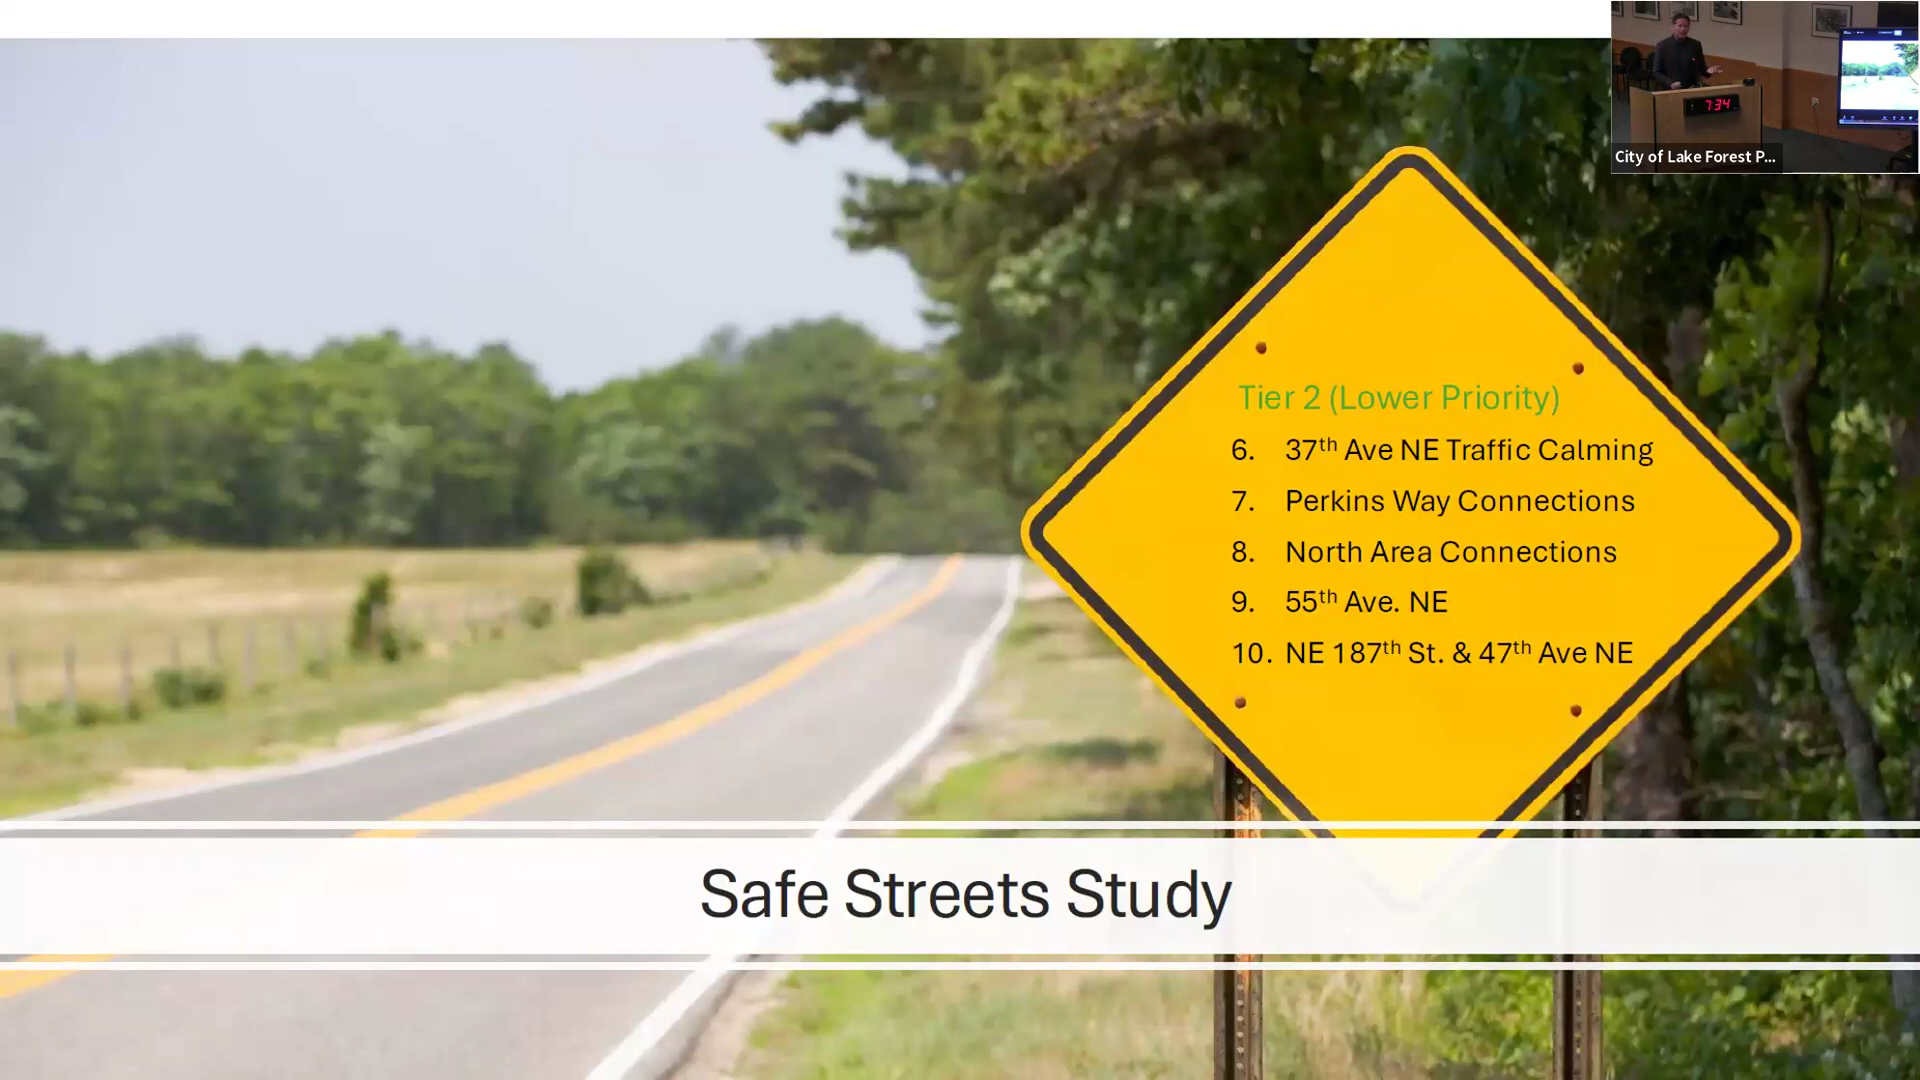 7:34
City of Lake Forest P...
Tier 2 (Lower Priority)
6. 37th Ave NE Traffic Calming
7. Perkins Way Connections
8. North Area Connections
9. 55th Ave. NE
10. NE 187th St. & 47th Ave NE
Safe Streets Study